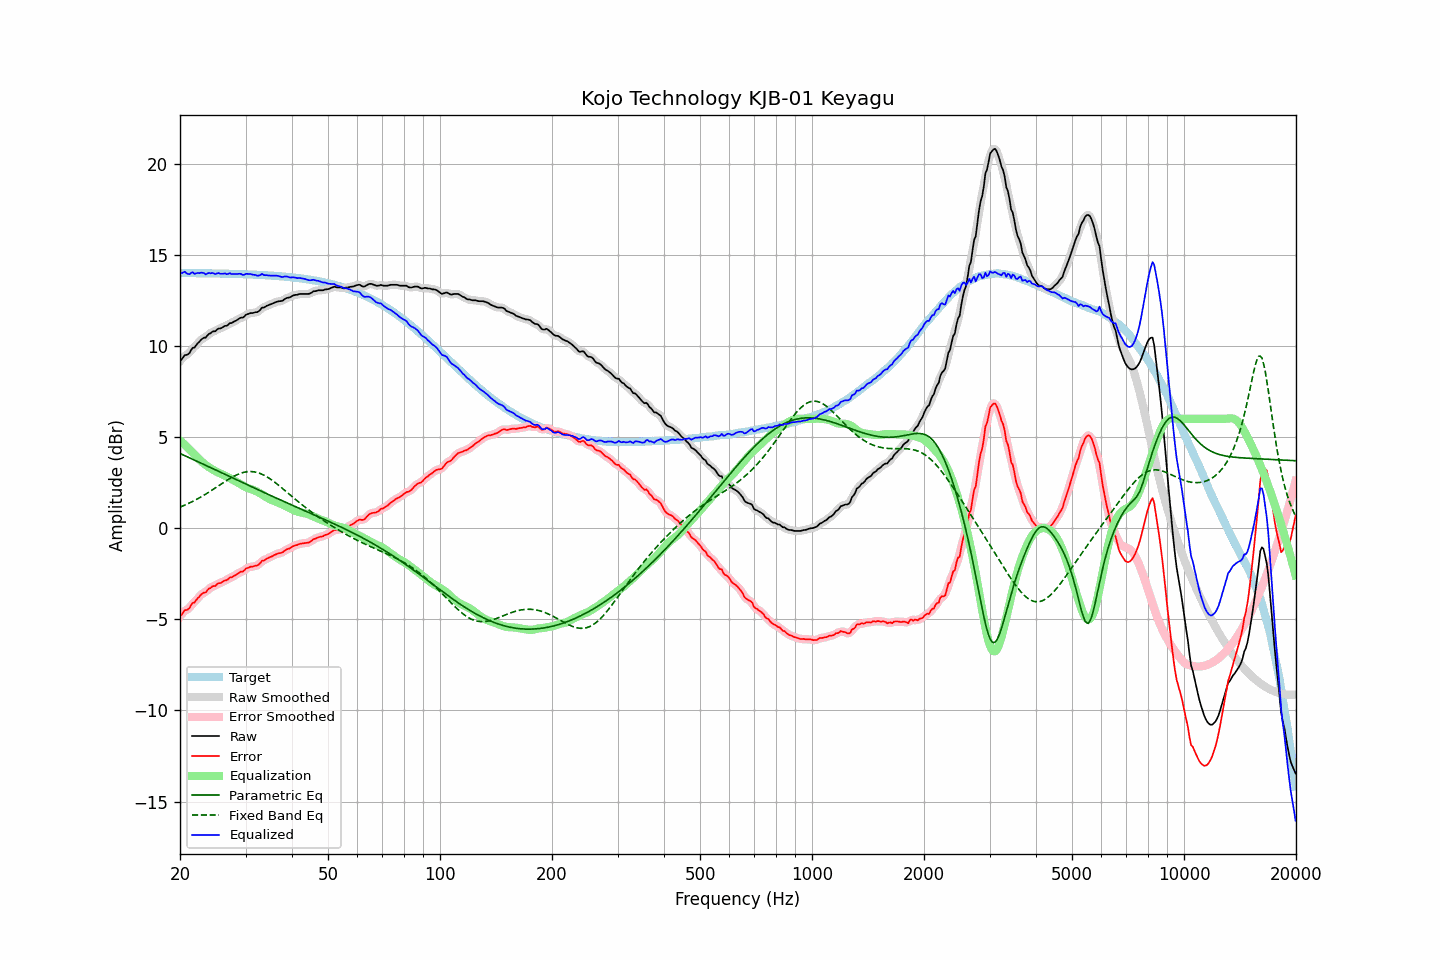 Kojo Technology KJB-01 Keyagu
Amplitude (dBr)
20
15
10
5
0
−5
−10
−15
Target
Raw Smoothed
Error Smoothed
Raw
Error
Equalization
Parametric Eq
Fixed Band Eq
Equalized
20
50
100
200
500
1000
2000
5000
10000
20000
Frequency (Hz)